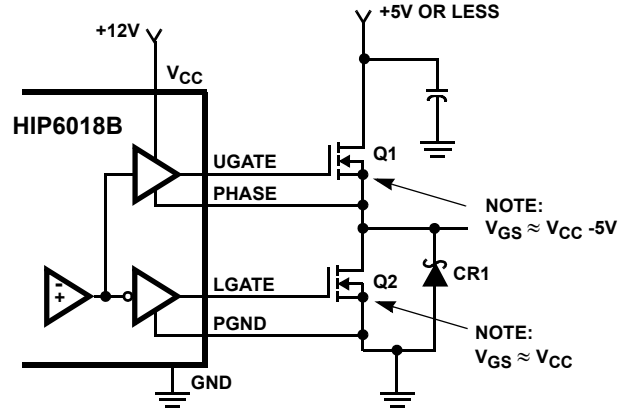 +5V OR LESS
+12V
VCC
HIP6018B
UGATE
Q1
PHASE
NOTE:
VGS ≈ VCC -5V
- +
LGATE
Q2
CR1
PGND
NOTE:
VGS ≈ VCC
GND